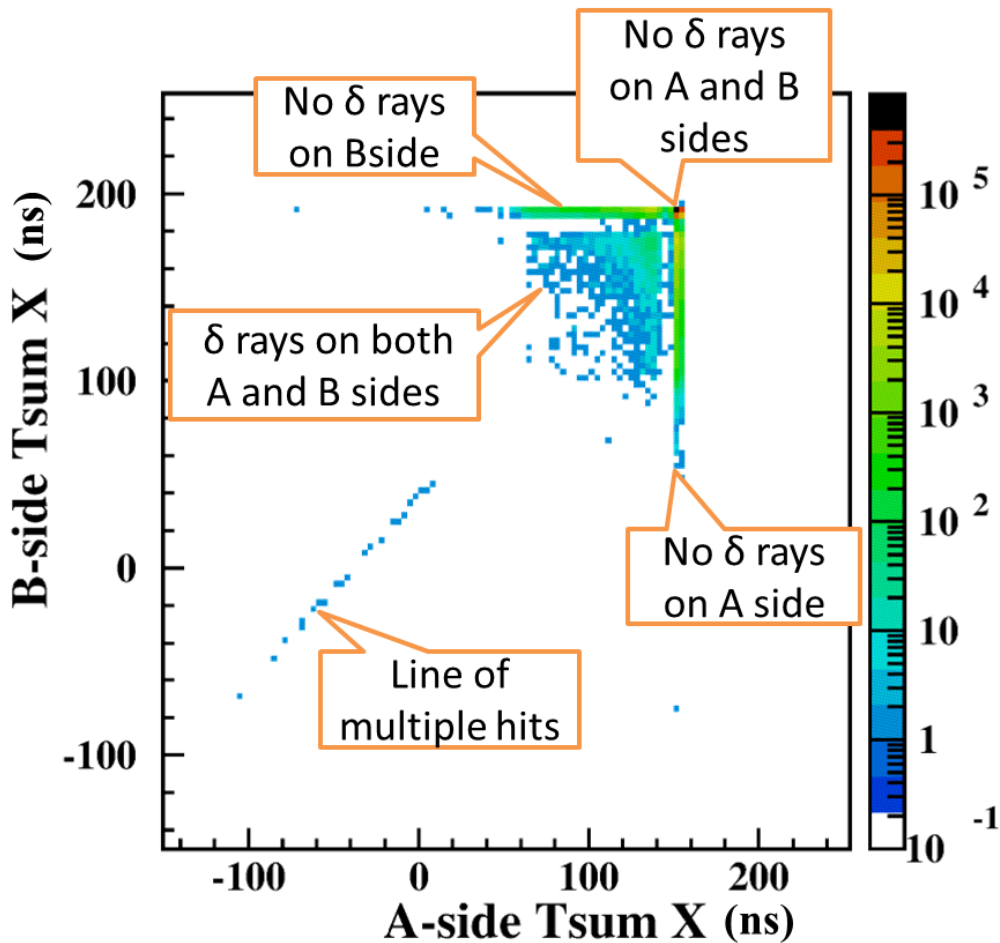 No δ rays
on A and B
sides
No δ rays
on Bside
δ rays on both
A and B sides
No δ rays
on A side
Line of
multiple hits
B-side Tsum X (ns)
200
100
0
-100
-100
0
100
200
A-side Tsum X (ns)
10 5
10 4
10 3
10 2
10
1
10 -1